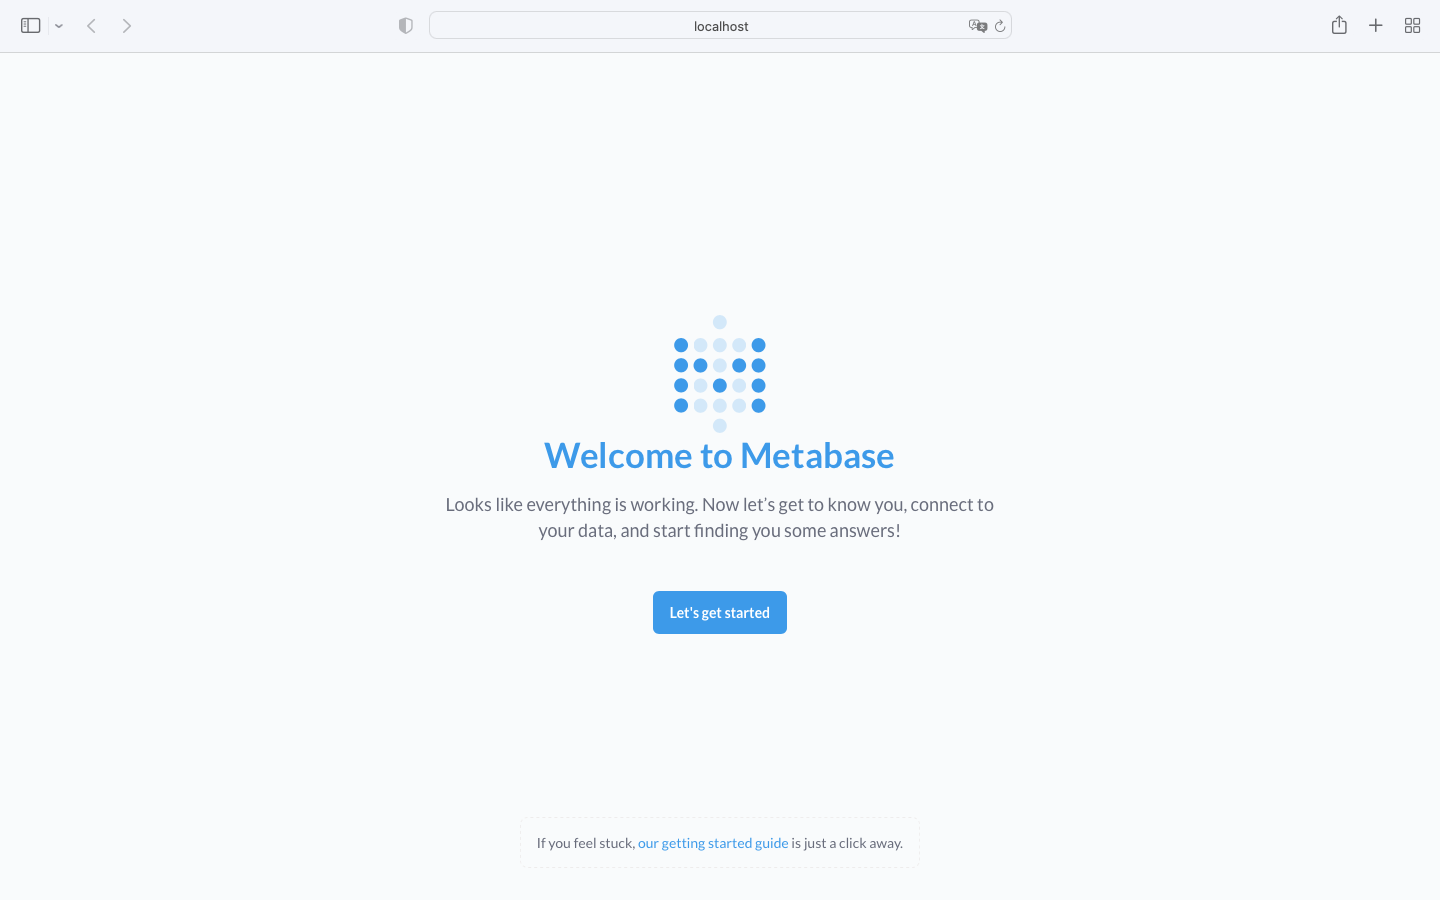 localhost
Welcome to Metabase
Looks like everything is working. Now let’s get to know you, connect to
your data, and start finding you some answers!
Let's get started
If you feel stuck, our getting started guide is just a click away.